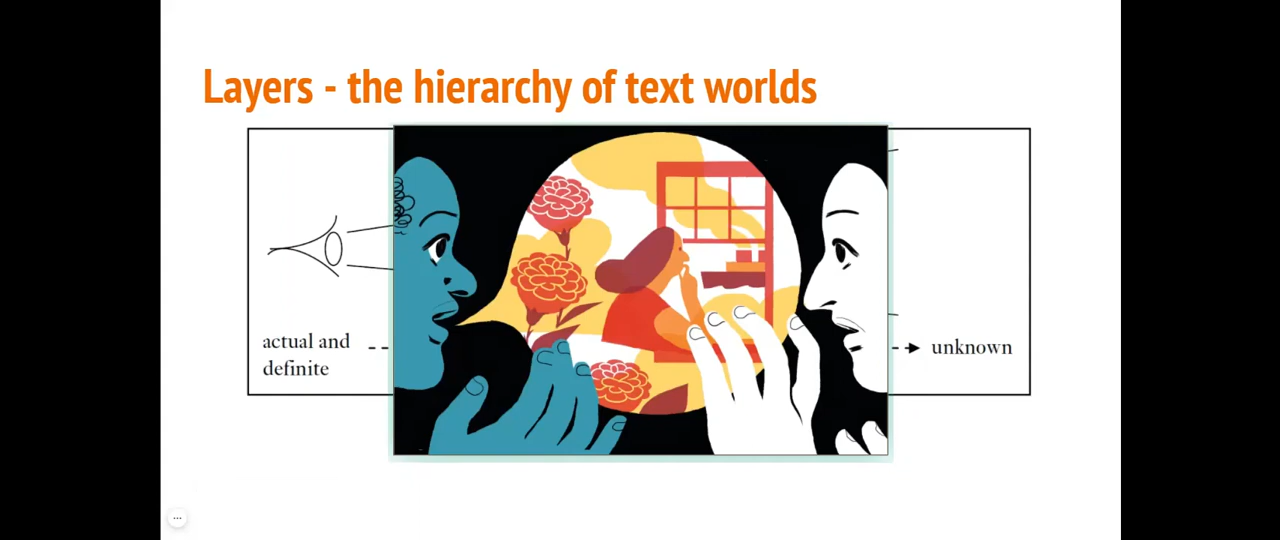 Layers - the hierarchy of text worlds
actual and
definite
unknown